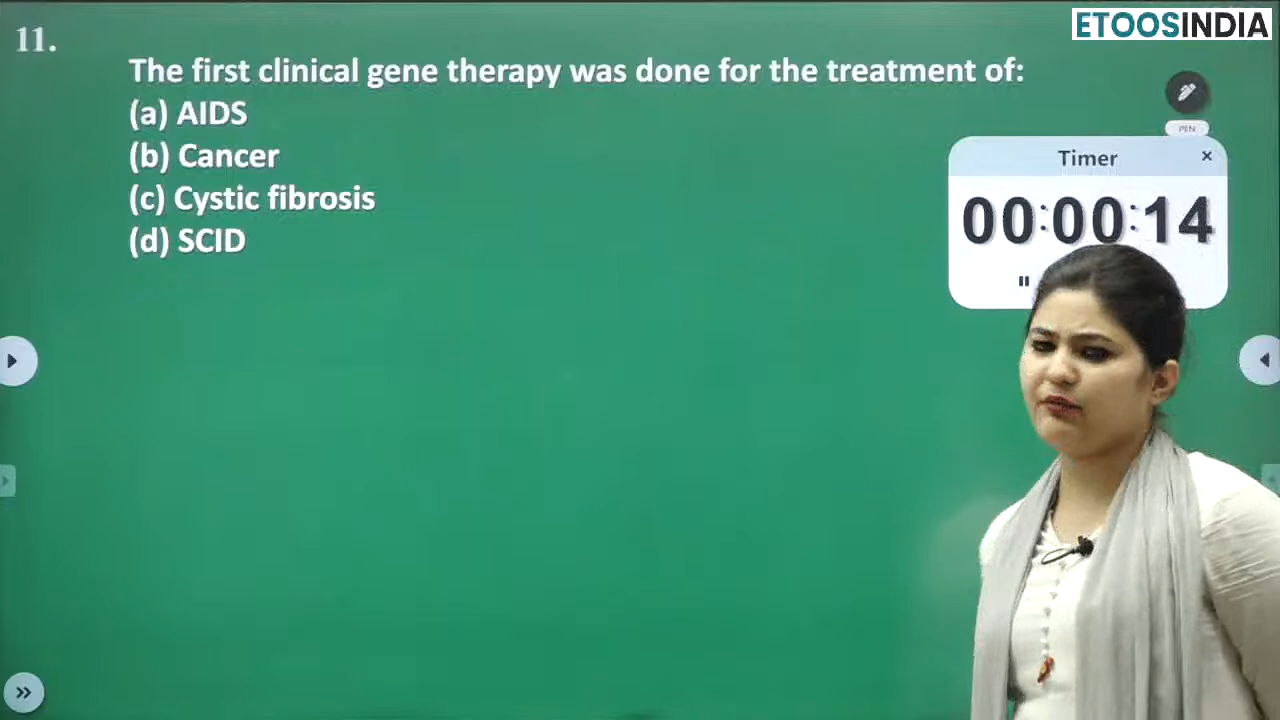 ETOOSINDIA
11.
The first clinical gene therapy was done for the treatment of:
(a) AIDS
(b) Cancer
(c) Cystic fibrosis
(d) SCID
PEN
Timer
00:00:14